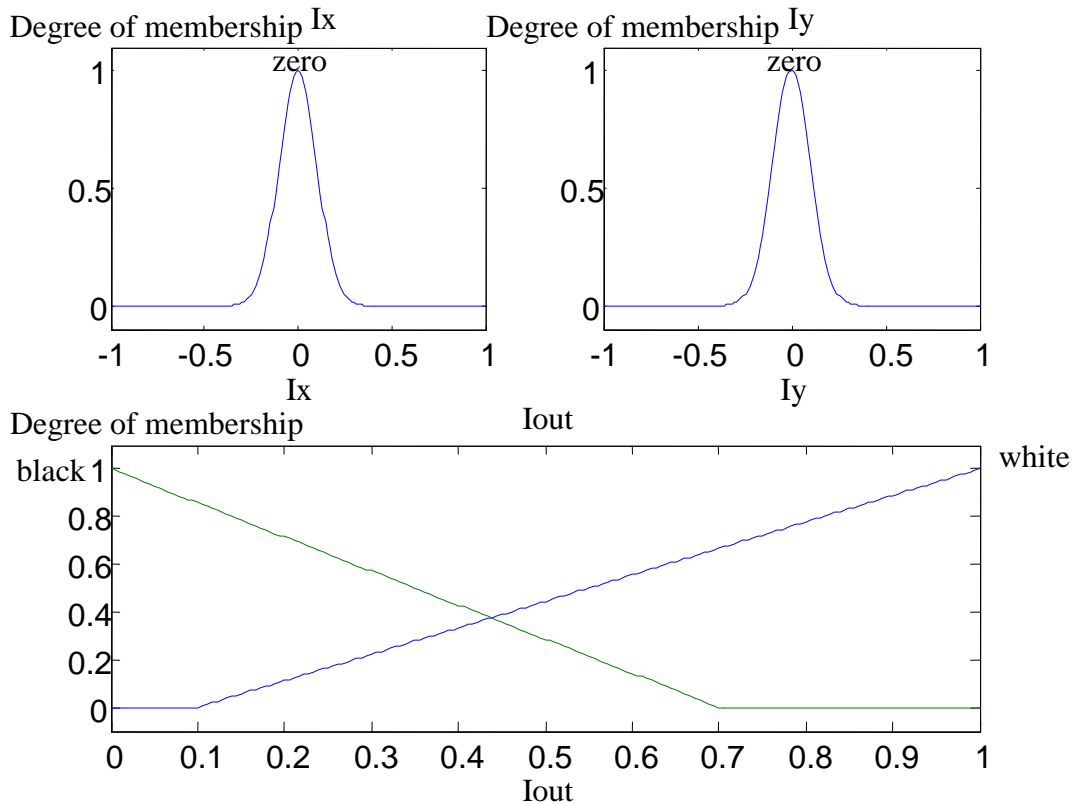 Degree of membership Ix
zero
1
0.5
0
-1 -0.5 0 0.5 1
Ix
Degree of membership Iy
zero
1
0.5
0
-1 -0.5 0 0.5 1
Iy
Degree of membership
Iout
black
white
1
0.8
0.6
0.4
0.2
0
0 0.1 0.2 0.3 0.4 0.5 0.6 0.7 0.8 0.9 1
Iout